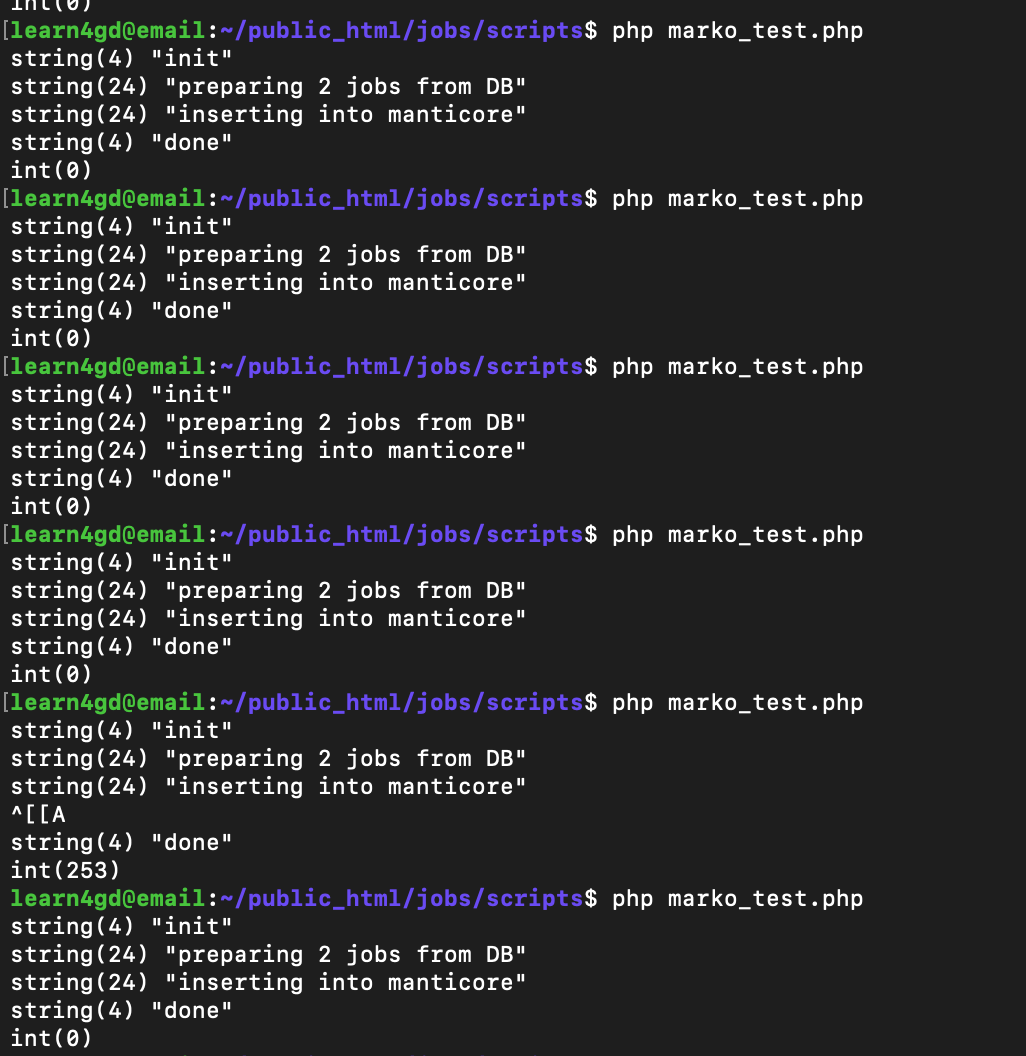 int(0)
[learn4gd@email:~/public_html/jobs/scripts$ php marko_test.php
string(4) "init"
string(24) "preparing 2 jobs from DB"
string(24) "inserting into manticore"
string(4) "done"
int(0)
[learn4gd@email:~/public_html/jobs/scripts$ php marko_test.php
string(4) "init"
string(24) "preparing 2 jobs from DB"
string(24) "inserting into manticore"
string(4) "done"
int(0)
[learn4gd@email:~/public_html/jobs/scripts$ php marko_test.php
string(4) "init"
string(24) "preparing 2 jobs from DB"
string(24) "inserting into manticore"
string(4) "done"
int(0)
[learn4gd@email:~/public_html/jobs/scripts$ php marko_test.php
string(4) "init"
string(24) "preparing 2 jobs from DB"
string(24) "inserting into manticore"
string(4) "done"
int(0)
[learn4gd@email:~/public_html/jobs/scripts$ php marko_test.php
string(4) "init"
string(24) "preparing 2 jobs from DB"
string(24) "inserting into manticore"
^[[A
string(4) "done"
int(253)
learn4gd@email:~/public_html/jobs/scripts$ php marko_test.php
string(4) "init"
string(24) "preparing 2 jobs from DB"
string(24) "inserting into manticore"
string(4) "done"
int(0)